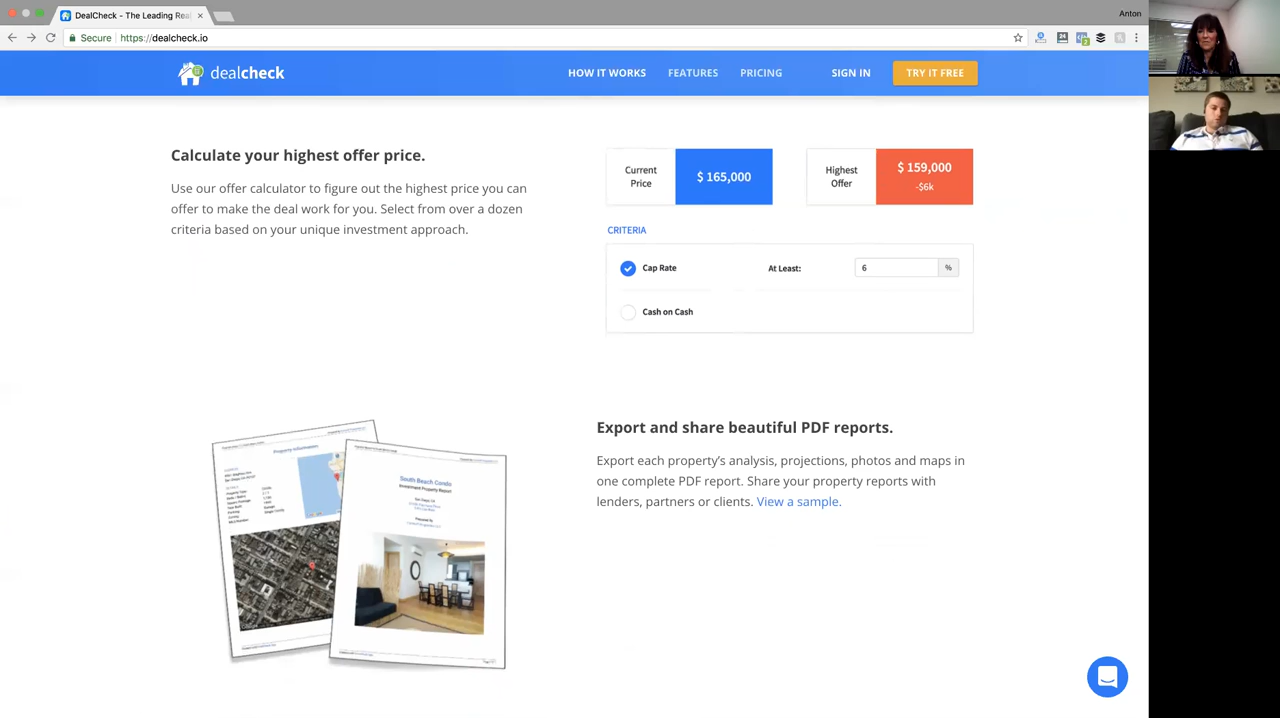 DealCheck - The Leading Rea
Anton
Secure
https://dealcheck.io
24
2
dealcheck
HOW IT WORKS
FEATURES
PRICING
SIGN IN
TRY IT FREE
Calculate your highest offer price.
Use our offer calculator to figure out the highest price you can
offer to make the deal work for you. Select from over a dozen
criteria based on your unique investment approach.
Current
Price
$ 165,000
Highest
Offer
$ 159,000
-$6k
CRITERIA
Cap Rate
At Least:
6
%
Cash on Cash
Property Information
South Beach Condo
Investment Property Report
Export and share beautiful PDF reports.
Export each property's analysis, projections, photos and maps in
one complete PDF report. Share your property reports with
lenders, partners or clients. View a sample.